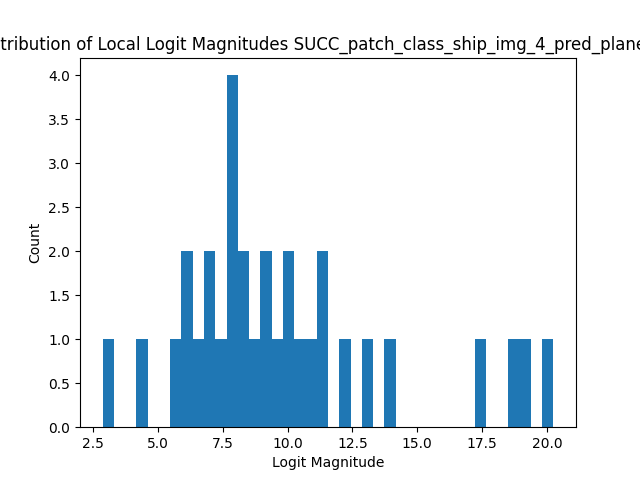 tribution of Local Logit Magnitudes SUCC_patch_class_ship_img_4_pred_plane
4.0
3.5
3.0
2.5
2.0
1.5
1.0
0.5
0.0
Count
2.5 5.0 7.5 10.0 12.5 15.0 17.5 20.0
Logit Magnitude